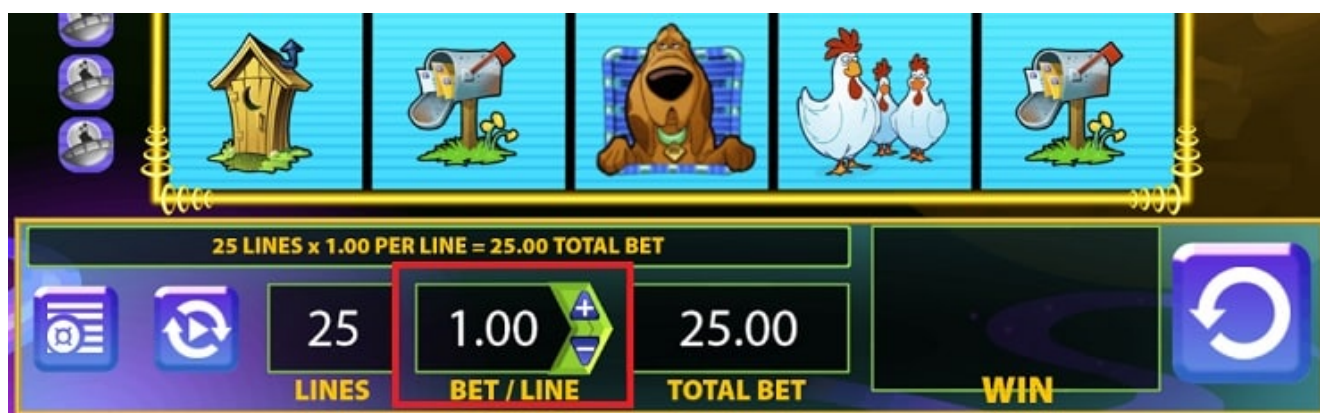 25 LINES x 1.00 PER LINE = 25.00 TOTAL BET
25 1.00 + − 25.00
LINES BET / LINE TOTAL BET WIN